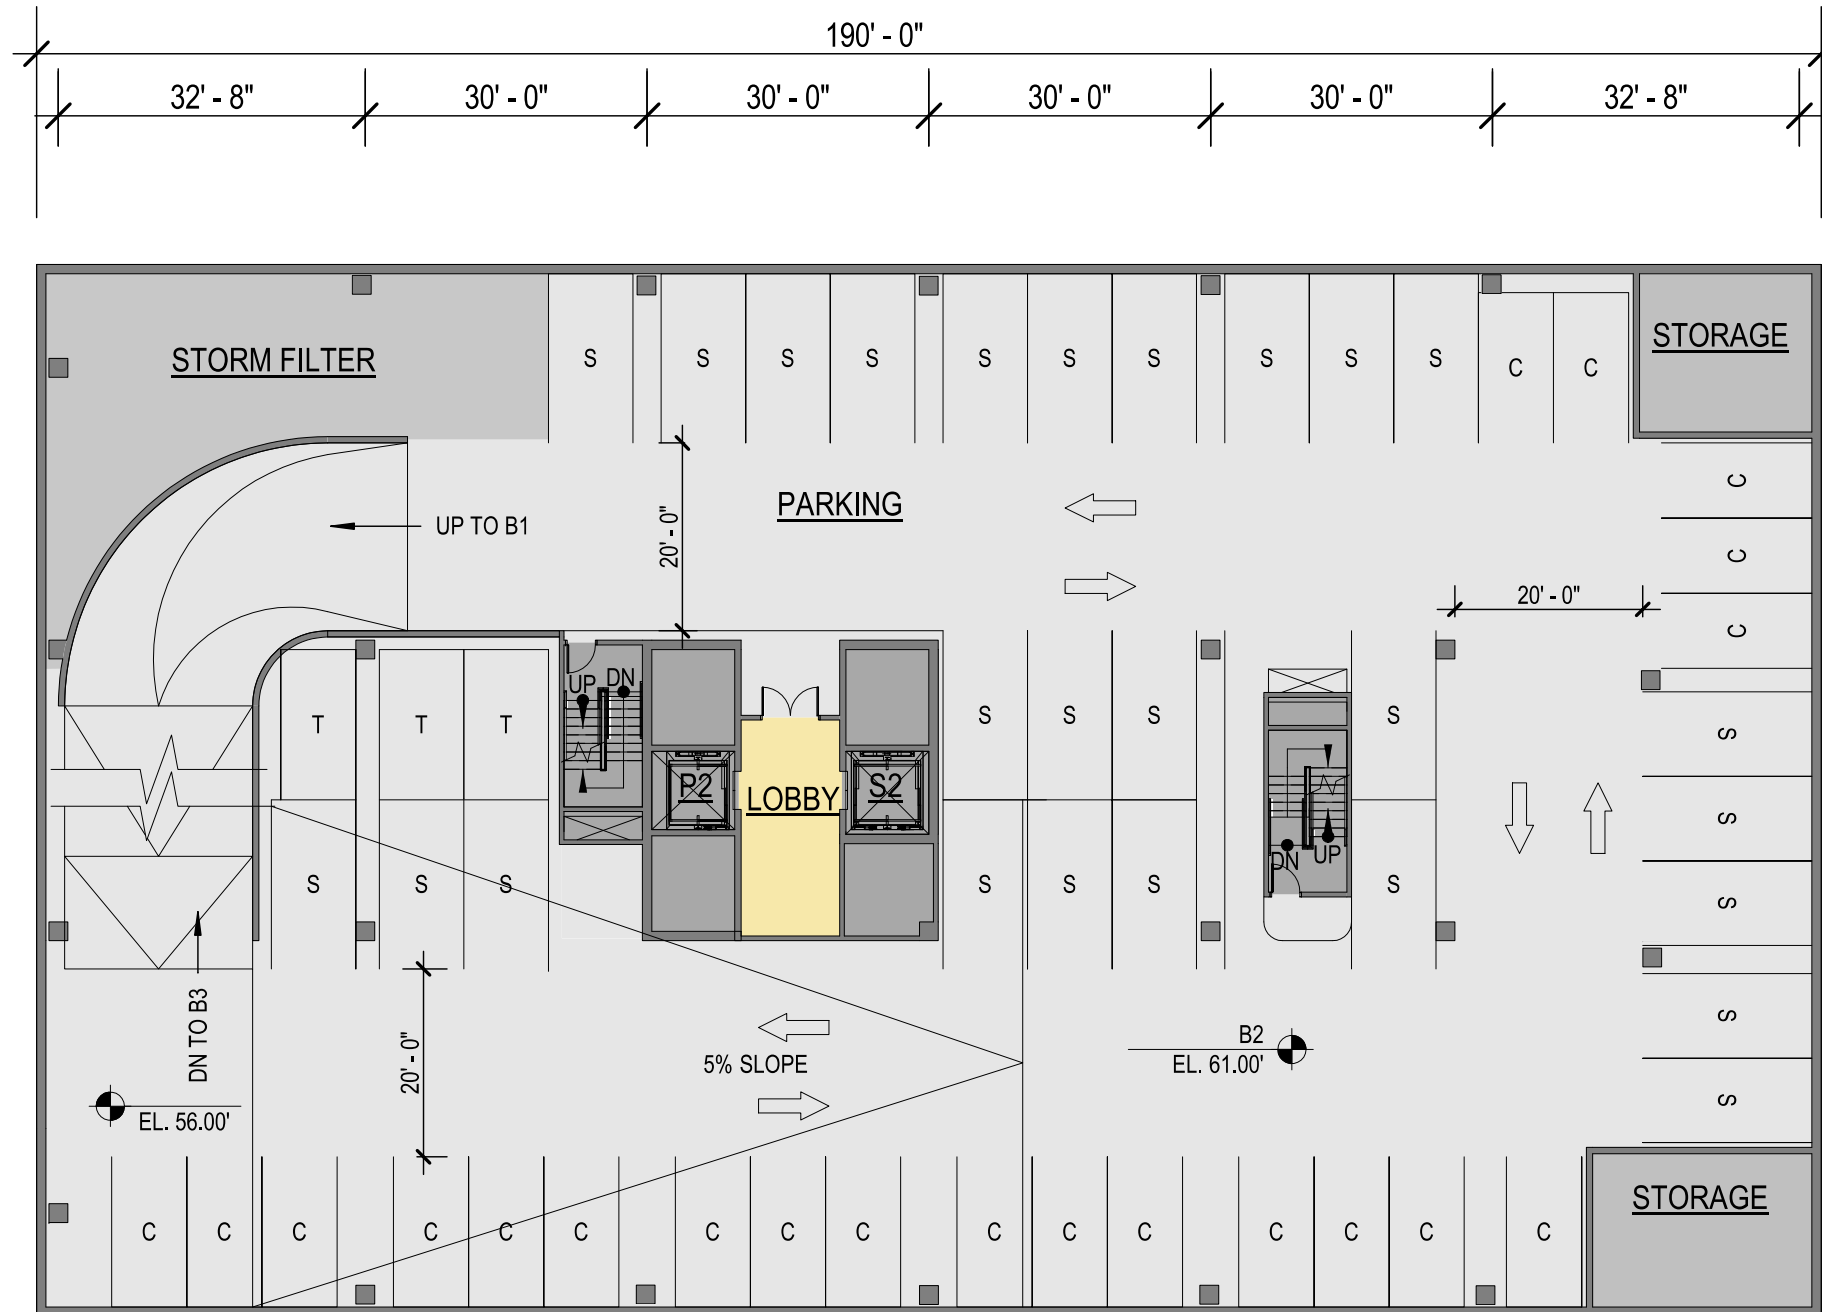 190' - 0"
32' - 8" 30' - 0" 30' - 0" 30' - 0" 30' - 0" 32' - 8"
STORM FILTER
S S S S S S S S S S C C
STORAGE
UP TO B1
PARKING
20' - 0"
20' - 0"
C
C
C
T T T
UP DN
P2
LOBBY
S2
S S S S
S S S S S S S
DN UP
S
S
S
S
S
DN TO B3
20' - 0"
5% SLOPE
B2
EL. 61.00'
EL. 56.00'
C C C C C C C C C C C C C C C C
STORAGE